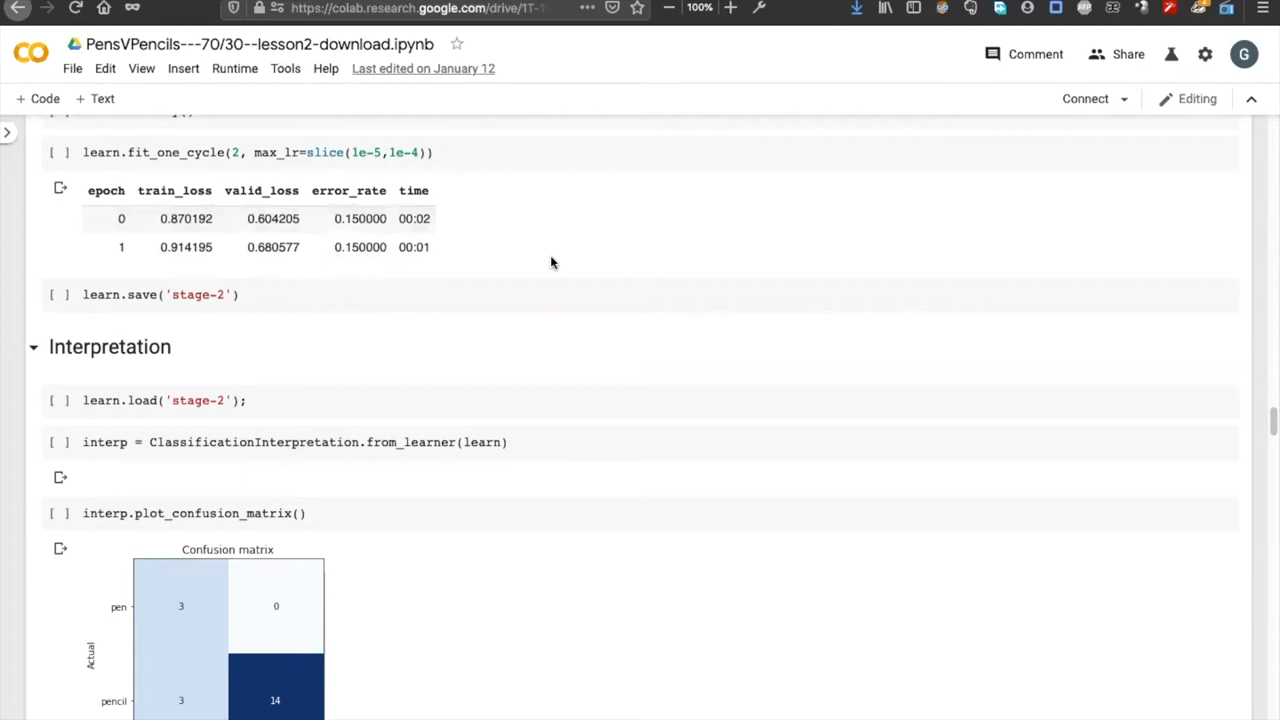 https://colab.research.google.com/drive/1T-1
100%
PensVPencils---70/30--lesson2-download.ipynb
Comment
Share
G
File Edit View Insert Runtime Tools Help Last edited on January 12
+ Code + Text
Connect
Editing
[ ] learn.fit_one_cycle(2, max_lr=slice(1e-5,1e-4))
epoch train_loss valid_loss error_rate time
0 0.870192 0.604205 0.150000 00:02
1 0.914195 0.680577 0.150000 00:01
[ ] learn.save('stage-2')
Interpretation
[ ] learn.load('stage-2');
[ ] interp = ClassificationInterpretation.from_learner(learn)
[ ] interp.plot_confusion_matrix()
Confusion matrix
pen 3 0
Actual
pencil 3 14